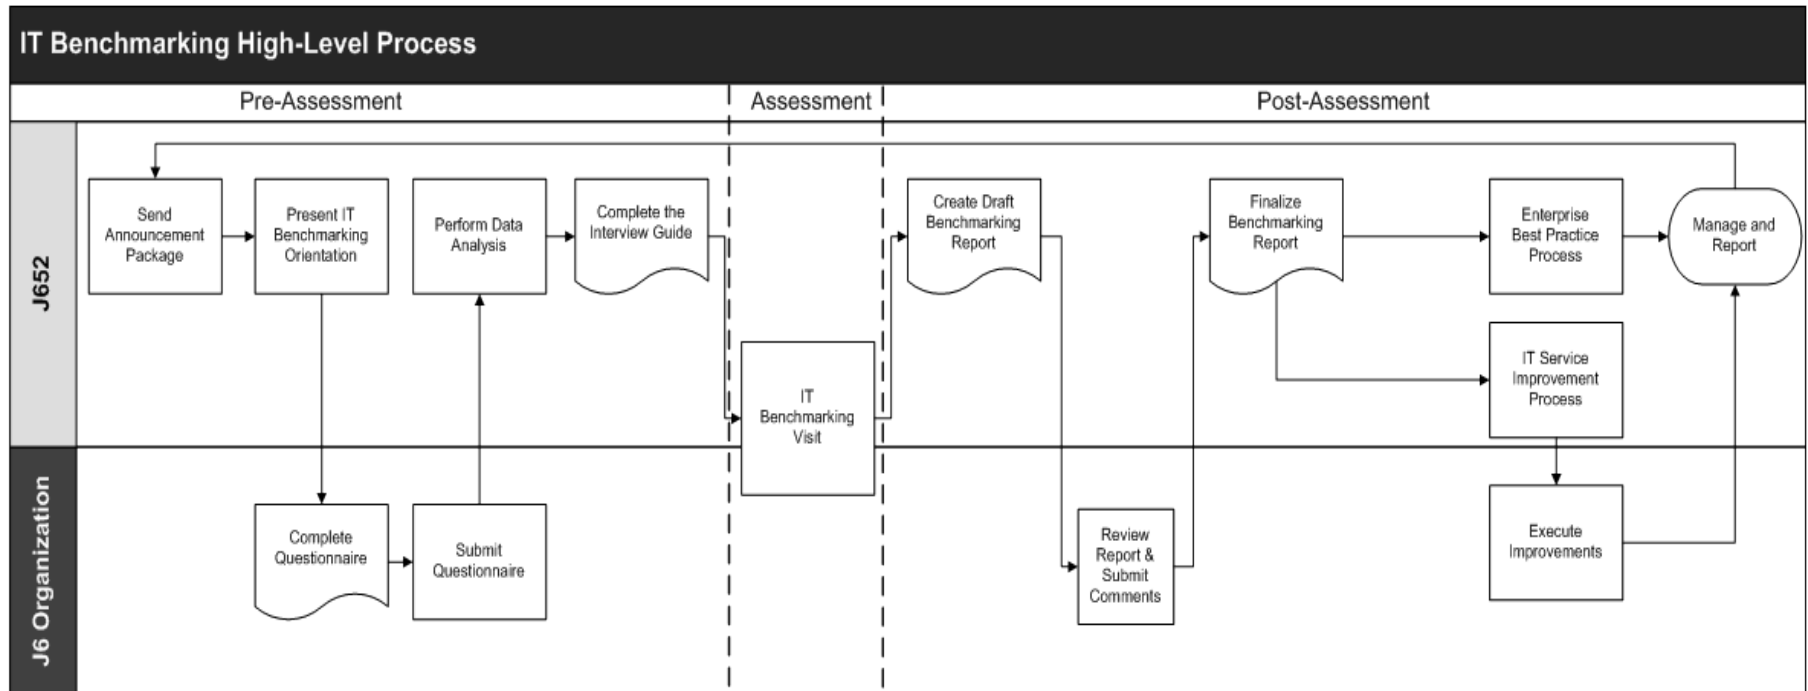 IT Benchmarking High-Level Process
Pre-Assessment
Assessment
Post-Assessment
J652
Send
Announcement
Package
Present IT
Benchmarking
Orientation
Perform Data
Analysis
Complete the
Interview Guide
IT
Benchmarking
Visit
Create Draft
Benchmarking
Report
Finalize
Benchmarking
Report
Enterprise
Best Practice
Process
Manage and
Report
IT Service
Improvement
Process
J6 Organization
Complete
Questionnaire
Submit
Questionnaire
Review
Report &
Submit
Comments
Execute
Improvements